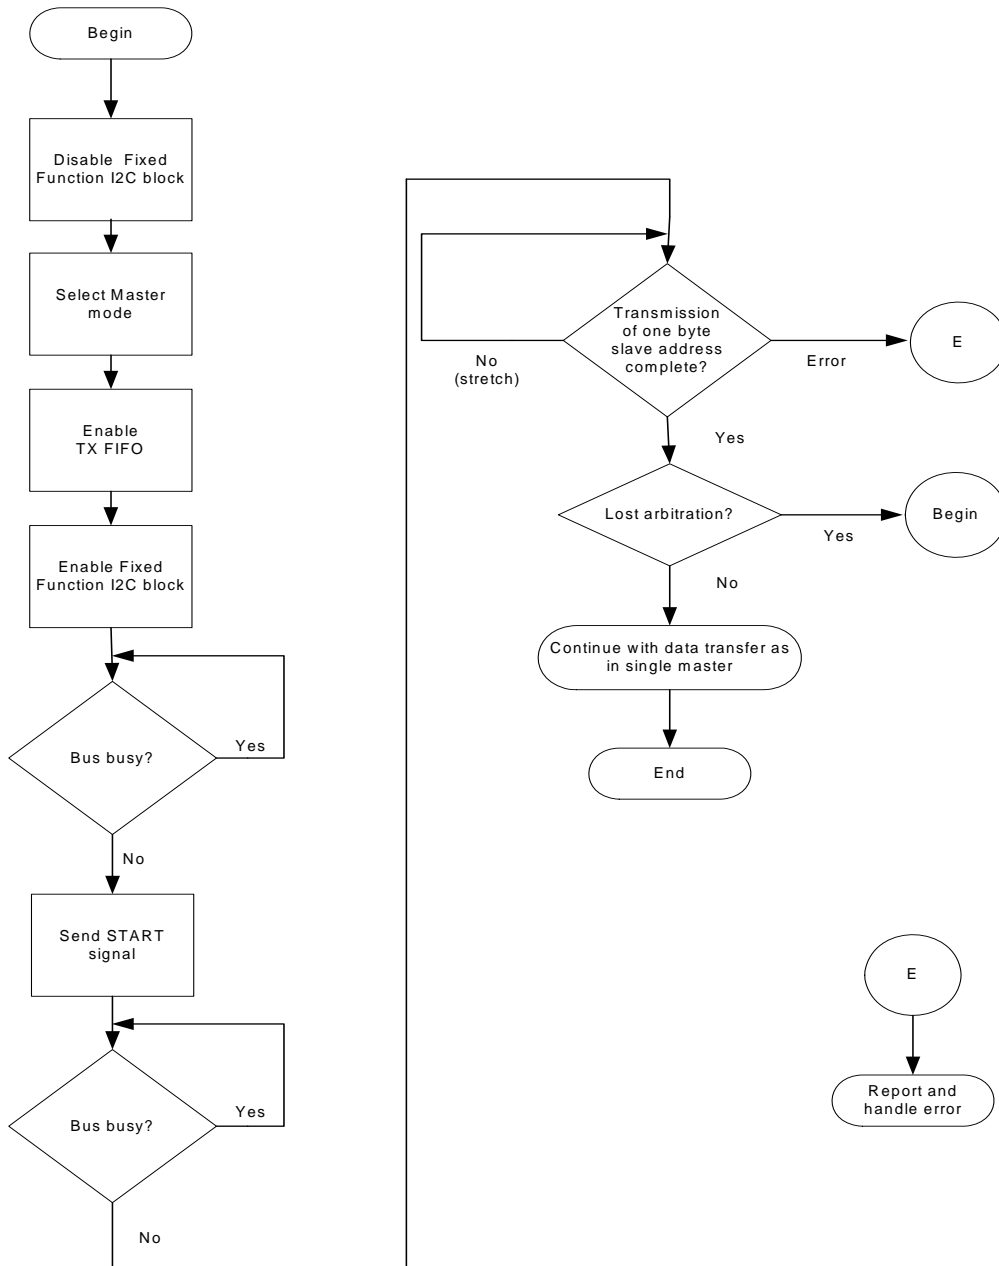 Begin
Disable Fixed
Function I2C block
Select Master
mode
Enable
TX FIFO
Enable Fixed
Function I2C block
Bus busy?
Yes
No
Send START
signal
Bus busy?
Yes
No
Transmission
of one byte
slave address
complete?
No
(stretch)
Error
E
Yes
Lost arbitration?
Yes
Begin
No
Continue with data transfer as
in single master
End
E
Report and
handle error